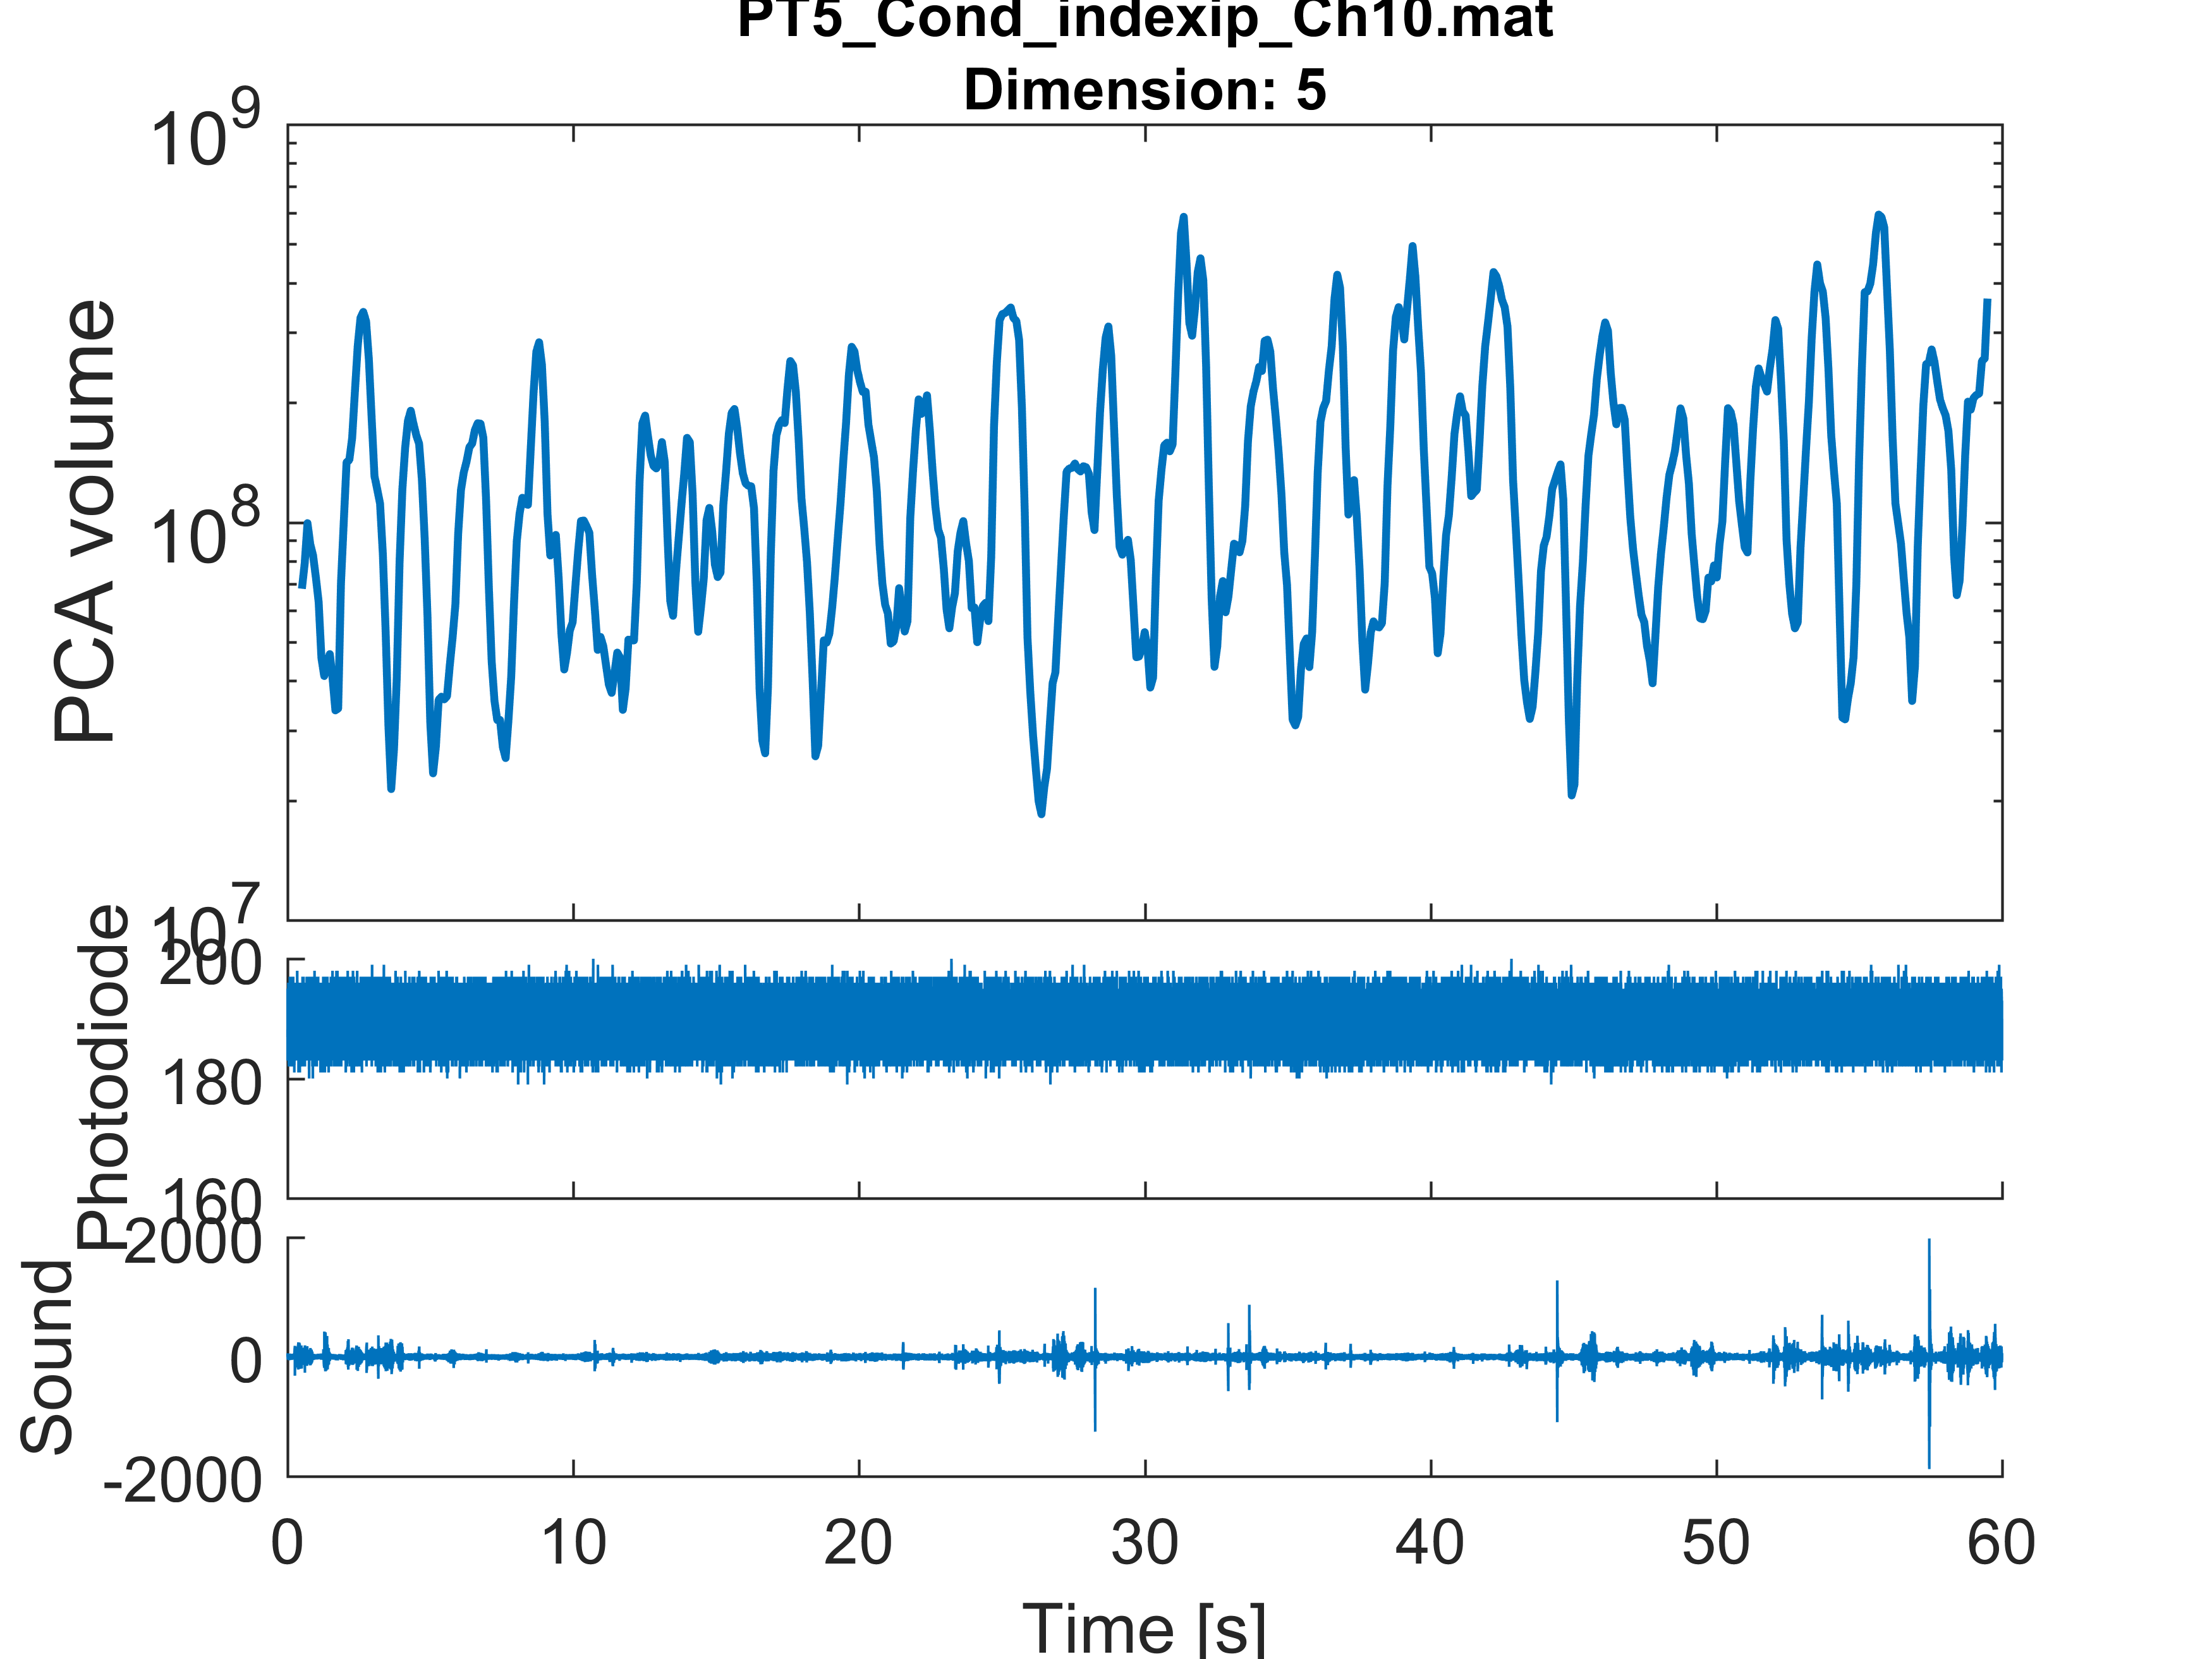 PT5_Cond_indexip_Ch10.mat
Dimension: 5
PCA volume
10^9
10^8
10^7
Photodiode
200
180
160
Sound
2000
0
-2000
0 10 20 30 40 50 60
Time [s]